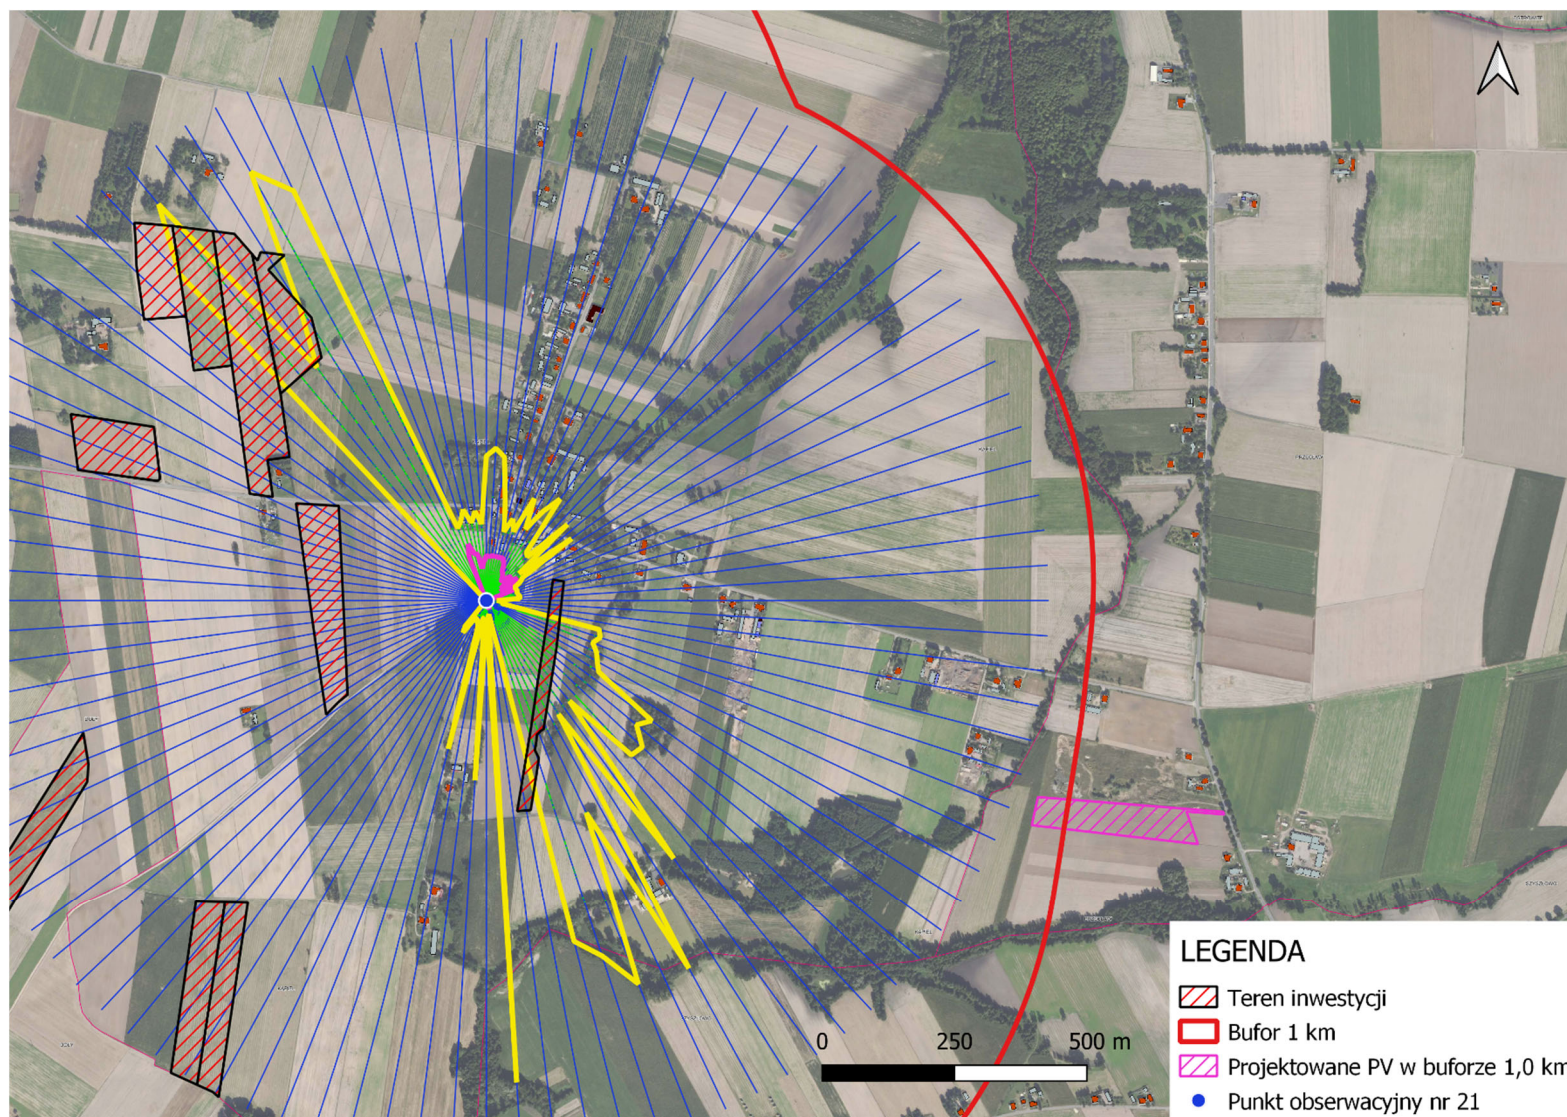 LEGENDA
Teren inwestycji
Bufor 1 km
Projektowane PV w buforze 1,0 km
Punkt obserwacyjny nr 21
0 250 500 m